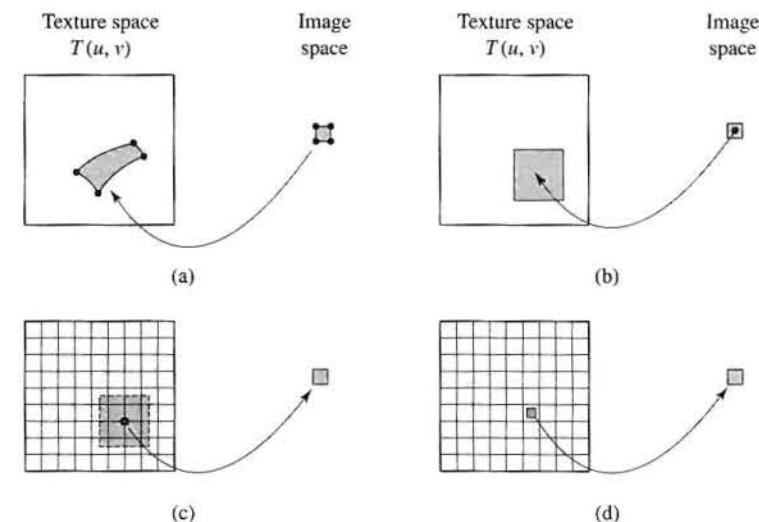 Texture space
T (u, v)
Image
space
Texture space
T (u, v)
Image
space
(a)
(b)
(c)
(d)